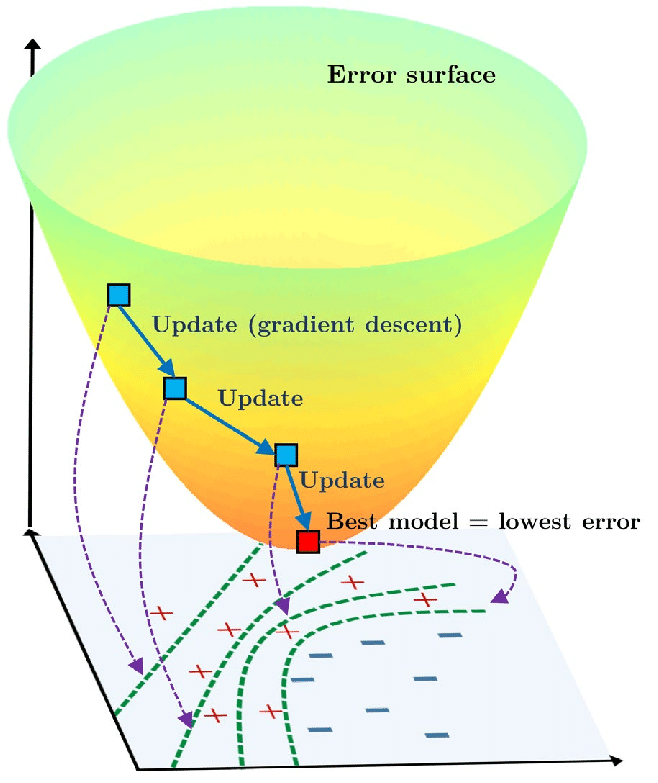 Error surface
Update (gradient descent)
Update
Update
Best model = lowest error